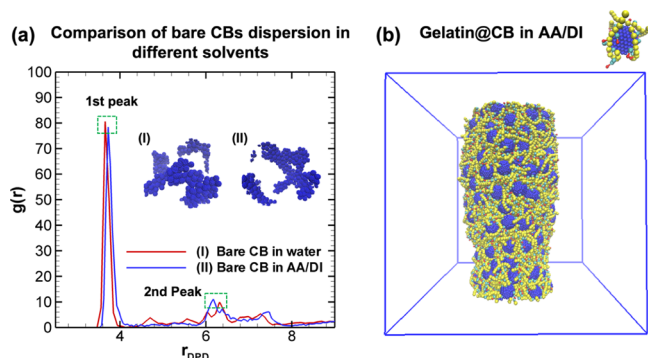 (a) Comparison of bare CBs dispersion in
different solvents
100
90
80
70
60
50
40
30
20
10
0
g(r)
1st peak
(I)
(II)
(I) Bare CB in water
(II) Bare CB in AA/DI
2nd Peak
4
6
8
r_DPD
(b) Gelatin@CB in AA/DI